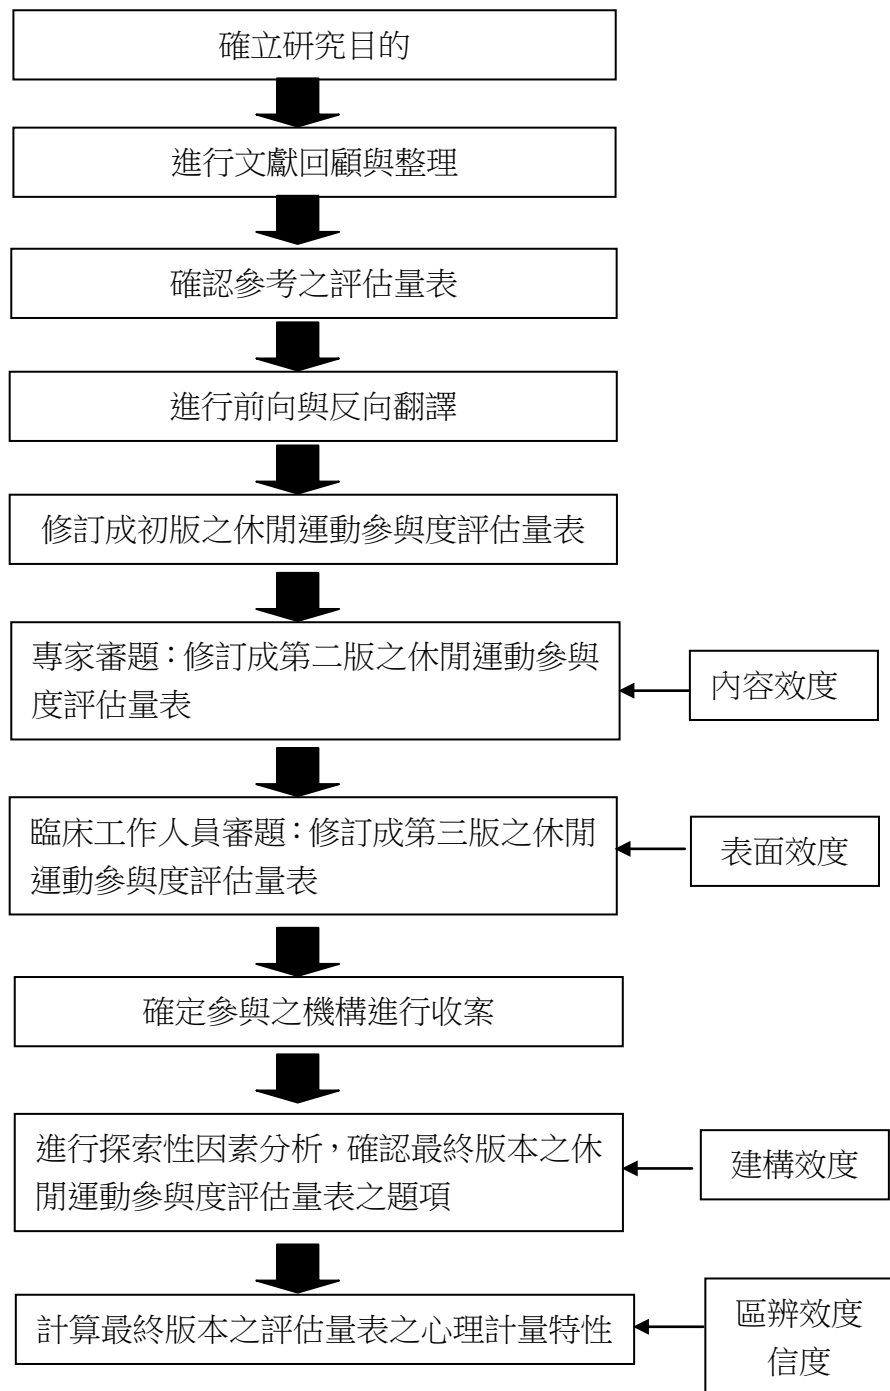 確立研究目的
進行文獻回顧與整理
確認參考之評估量表
進行前向與反向翻譯
修訂成初版之休閒運動參與度評估量表
專家審題：修訂成第二版之休閒運動參與
度評估量表
內容效度
臨床工作人員審題：修訂成第三版之休閒
運動參與度評估量表
表面效度
確定參與之機構進行收案
進行探索性因素分析，確認最終版本之休
閒運動參與度評估量表之題項
建構效度
計算最終版本之評估量表之心理計量特性
區辨效度
信度